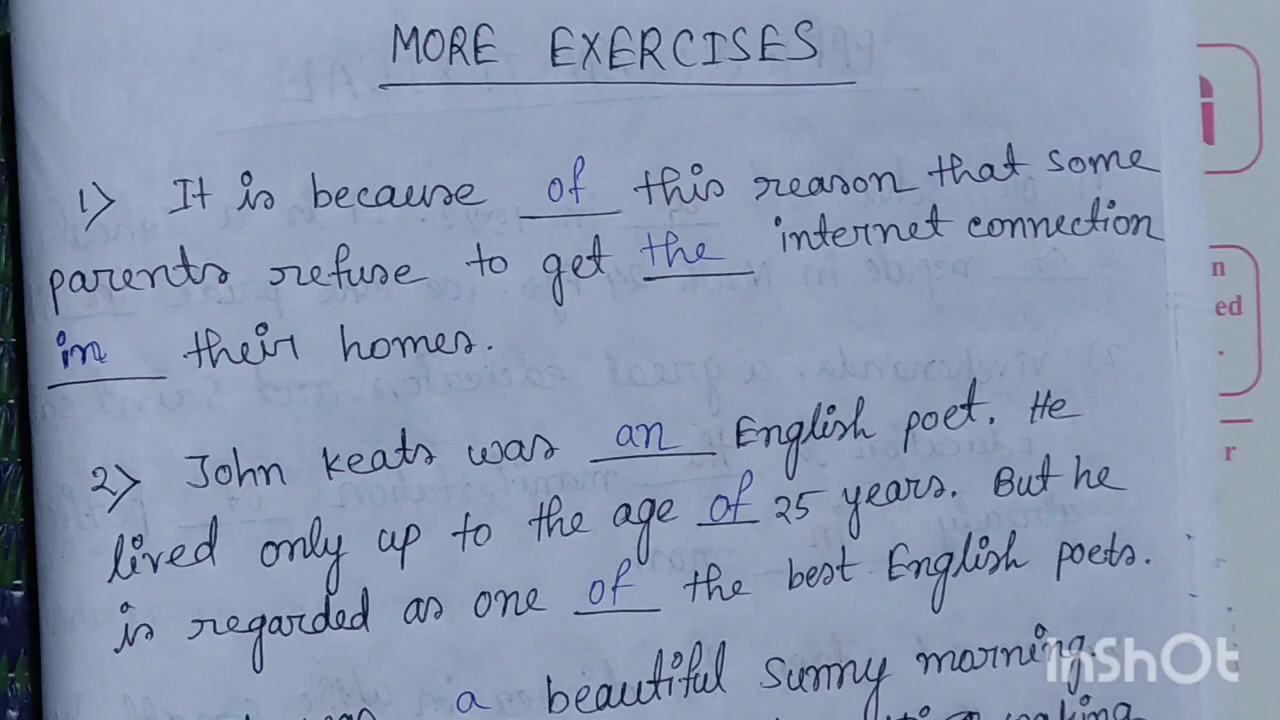 MORE EXERCISES
1) It is because of this reason that some
parents refuse to get the internet connection
in their homes.
2) John Keats was an English poet. He
lived only up to the age of 25 years. But he
is regarded as one of the best English poets.
a beautiful sunny morning.
making
InShOt
n
ed
.
r